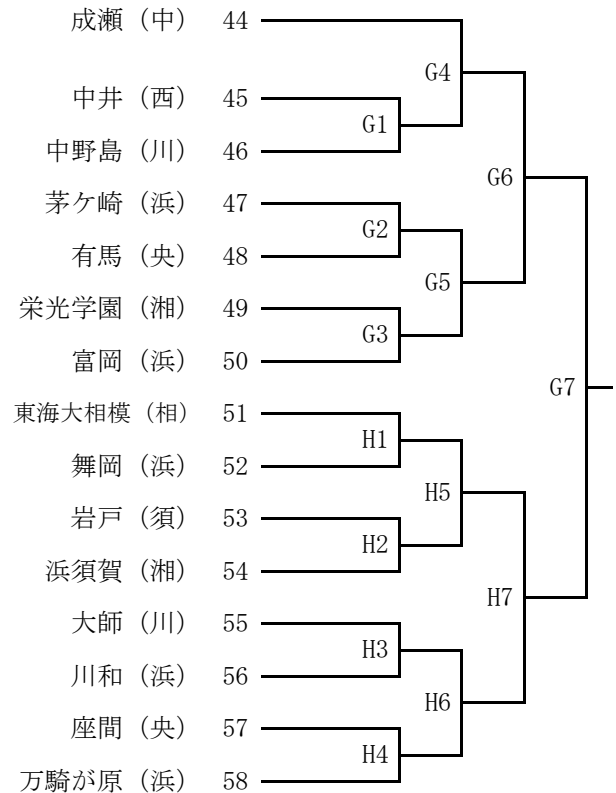 成瀬（中） 44
G4
中井（西） 45
G1
中野島（川） 46
G6
茅ケ崎（浜） 47
G2
有馬（央） 48
G5
栄光学園（湘） 49
G3
富岡（浜） 50
G7
東海大相模（相） 51
H1
舞岡（浜） 52
H5
岩戸（須） 53
H2
浜須賀（湘） 54
H7
大師（川） 55
H3
川和（浜） 56
H6
座間（央） 57
H4
万騎が原（浜） 58